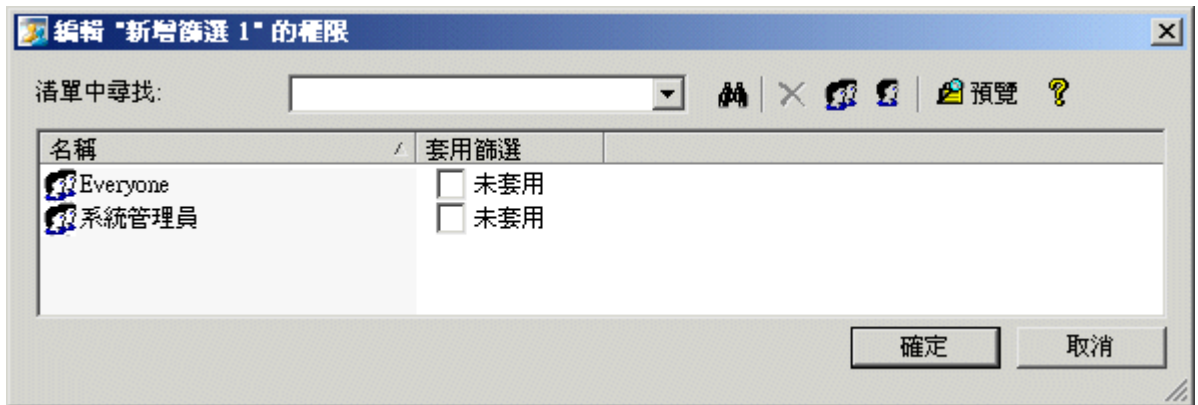 編輯 "新增篩選 1" 的權限
清單中尋找:
預覽
名稱 套用篩選
Everyone 未套用
系統管理員 未套用
確定 取消